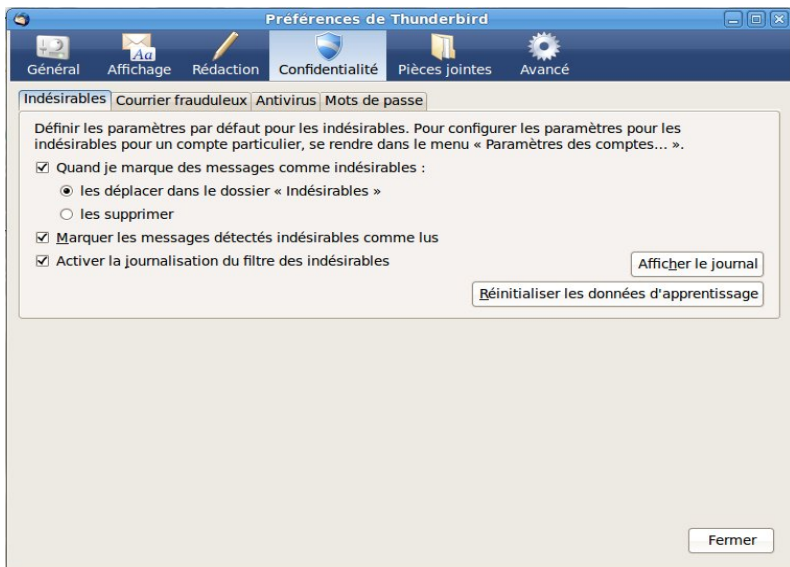 Préférences de Thunderbird
Général Affichage Rédaction Confidentialité Pièces jointes Avancé
Indésirables Courrier frauduleux Antivirus Mots de passe
Définir les paramètres par défaut pour les indésirables. Pour configurer les paramètres pour les
indésirables pour un compte particulier, se rendre dans le menu « Paramètres des comptes... ».
Quand je marque des messages comme indésirables :
les déplacer dans le dossier « Indésirables »
les supprimer
Marquer les messages détectés indésirables comme lus
Activer la journalisation du filtre des indésirables
Afficher le journal
Réinitialiser les données d'apprentissage
Fermer